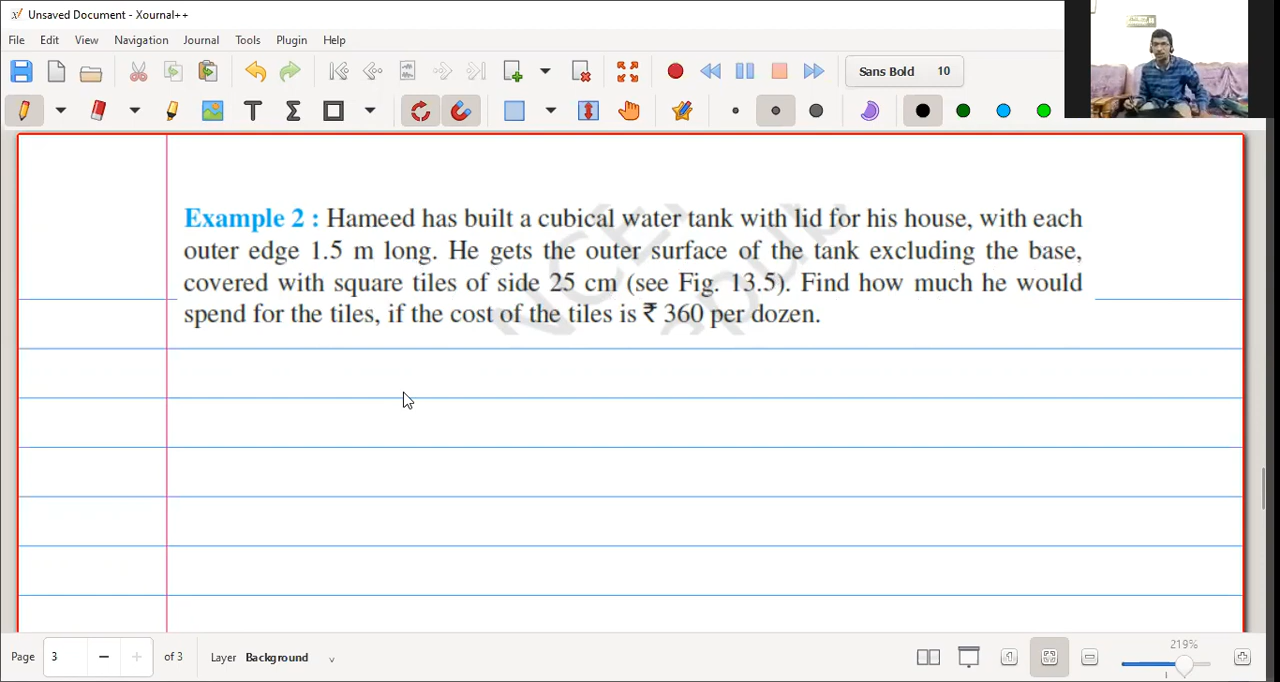 Unsaved Document - Xournal++
File Edit View Navigation Journal Tools Plugin Help
Sans Bold 10
Example 2 : Hameed has built a cubical water tank with lid for his house, with each
outer edge 1.5 m long. He gets the outer surface of the tank excluding the base,
covered with square tiles of side 25 cm (see Fig. 13.5). Find how much he would
spend for the tiles, if the cost of the tiles is ₹ 360 per dozen.
Page 3 of 3 Layer Background 219%